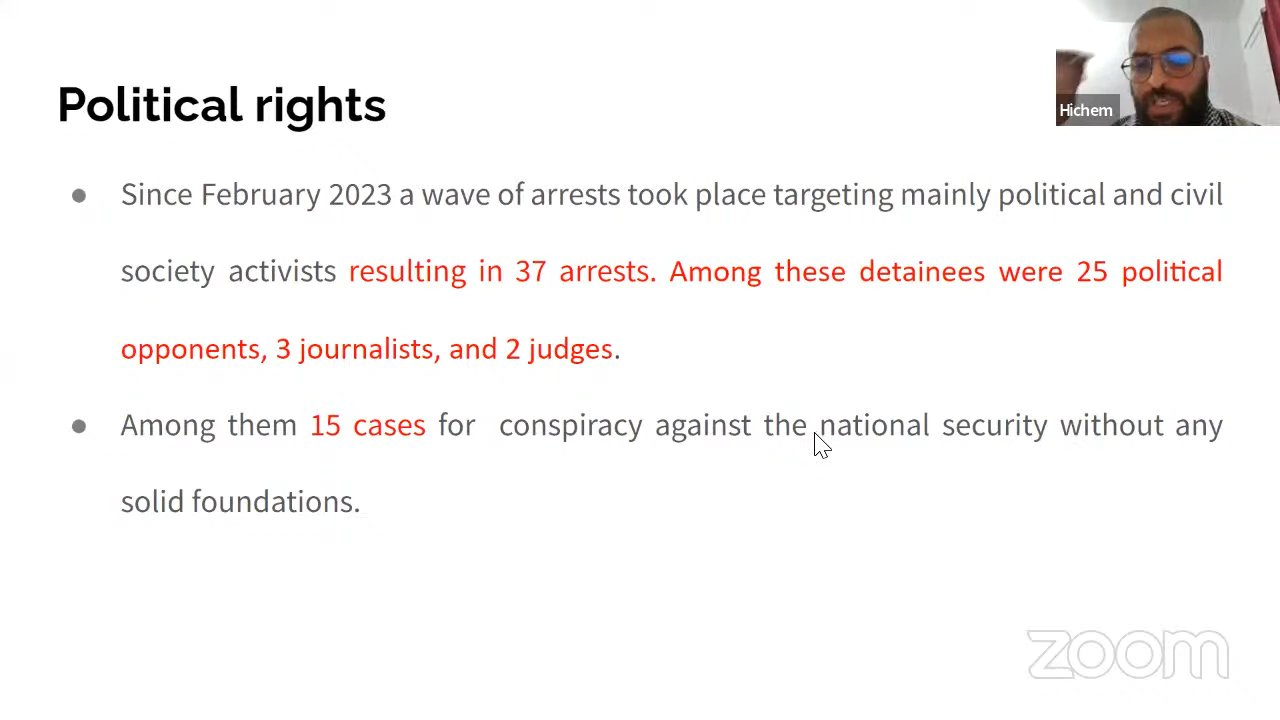 Hichem
Political rights
● Since February 2023 a wave of arrests took place targeting mainly political and civil
society activists resulting in 37 arrests. Among these detainees were 25 political
opponents, 3 journalists, and 2 judges.
● Among them 15 cases for conspiracy against the national security without any
solid foundations.
zoom